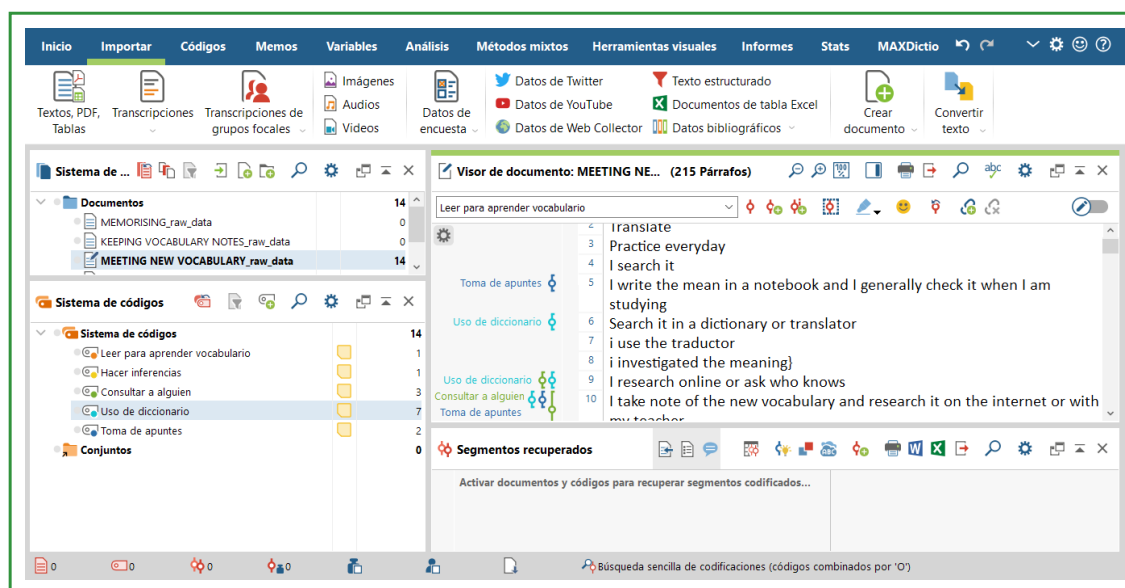 Inicio Importar Códigos Memos Variables Análisis Métodos mixtos Herramientas visuales Informes Stats MAXDictio
Textos, PDF, Tablas
Transcripciones
Transcripciones de grupos focales
Imágenes
Audios
Videos
Datos de encuesta
Datos de Twitter
Datos de YouTube
Datos de Web Collector
Texto estructurado
Documentos de tabla Excel
Datos bibliográficos
Crear documento
Convertir texto
Sistema de ...
Documentos 14
MEMORISING_raw_data 0
KEEPING VOCABULARY NOTES_raw_data 0
MEETING NEW VOCABULARY_raw_data 14
Sistema de códigos
Sistema de códigos 14
Leer para aprender vocabulario 1
Hacer inferencias 1
Consultar a alguien 3
Uso de diccionario 7
Toma de apuntes 2
Conjuntos 0
Visor de documento: MEETING NE... (215 Párrafos)
Leer para aprender vocabulario
2 Translate
3 Practice everyday
4 I search it
Toma de apuntes 5 I write the mean in a notebook and I generally check it when I am
studying
Uso de diccionario 6 Search it in a dictionary or translator
7 i use the traductor
8 i investigated the meaning}
Uso de diccionario 9 I research online or ask who knows
Consultar a alguien 10 I take note of the new vocabulary and research it on the internet or with
Toma de apuntes my teacher
Segmentos recuperados
Activar documentos y códigos para recuperar segmentos codificados...
0 0 0 0 Búsqueda sencilla de codificaciones (códigos combinados por 'O')